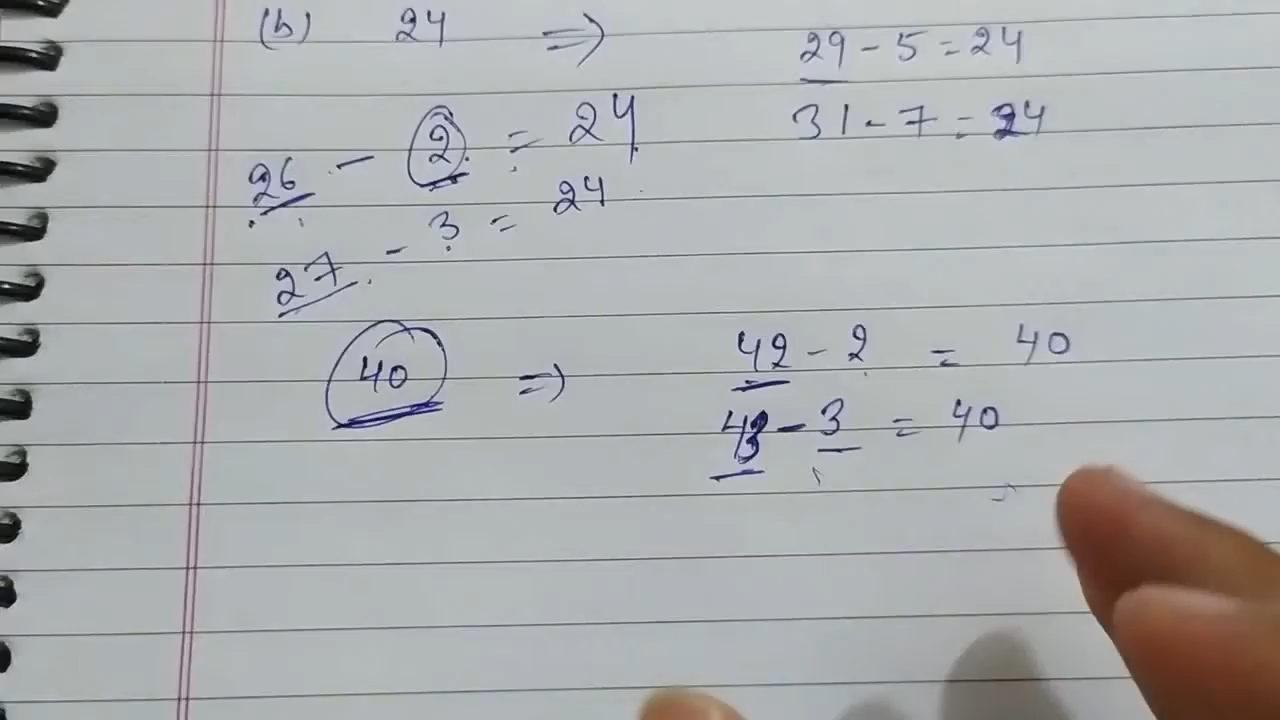 (b) 24 => 29 - 5 = 24
31 - 7 = 24
26 - 2 = 24
27 - 3 = 24
40 => 42 - 2 = 40
43 - 3 = 40